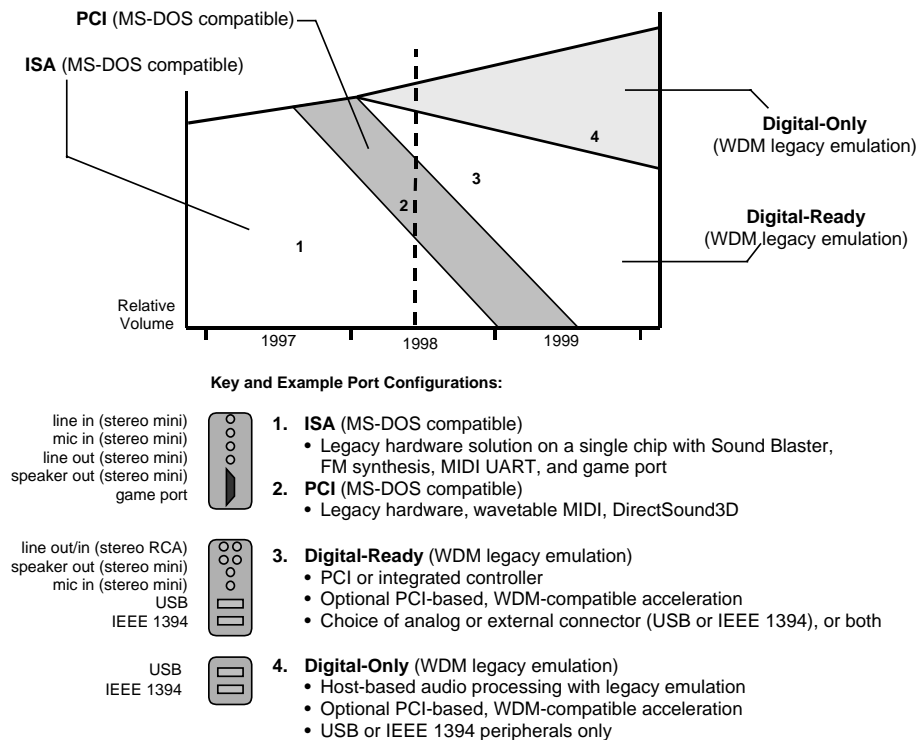 PCI (MS-DOS compatible)
ISA (MS-DOS compatible)
Digital-Only
(WDM legacy emulation)
4
3
2
1
Digital-Ready
(WDM legacy emulation)
Relative
Volume
1997
1998
1999
Key and Example Port Configurations:
line in (stereo mini)
mic in (stereo mini)
line out (stereo mini)
speaker out (stereo mini)
game port
1. ISA (MS-DOS compatible)
• Legacy hardware solution on a single chip with Sound Blaster,
FM synthesis, MIDI UART, and game port
2. PCI (MS-DOS compatible)
• Legacy hardware, wavetable MIDI, DirectSound3D
line out/in (stereo RCA)
speaker out (stereo mini)
mic in (stereo mini)
USB
IEEE 1394
3. Digital-Ready (WDM legacy emulation)
• PCI or integrated controller
• Optional PCI-based, WDM-compatible acceleration
• Choice of analog or external connector (USB or IEEE 1394), or both
USB
IEEE 1394
4. Digital-Only (WDM legacy emulation)
• Host-based audio processing with legacy emulation
• Optional PCI-based, WDM-compatible acceleration
• USB or IEEE 1394 peripherals only